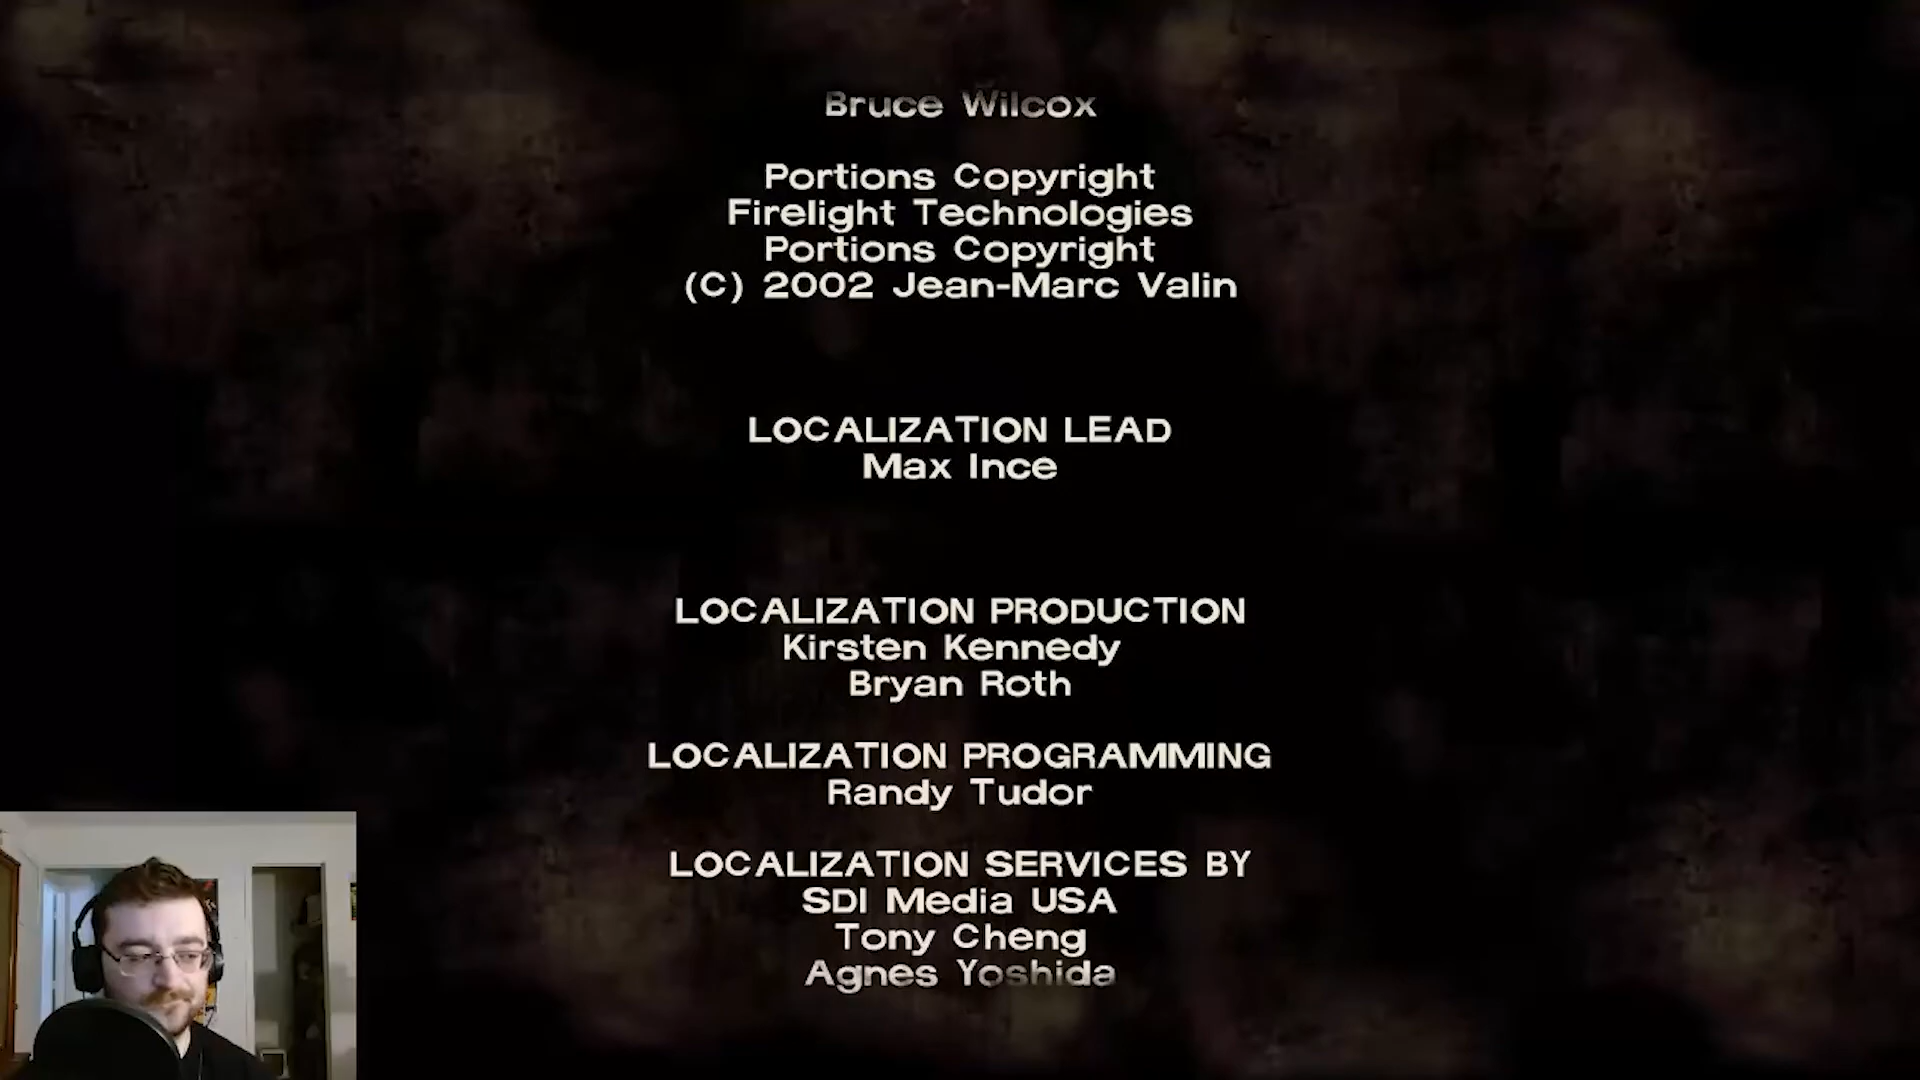 Bruce Wilcox
Portions Copyright
Firelight Technologies
Portions Copyright
(C) 2002 Jean-Marc Valin
LOCALIZATION LEAD
Max Ince
LOCALIZATION PRODUCTION
Kirsten Kennedy
Bryan Roth
LOCALIZATION PROGRAMMING
Randy Tudor
LOCALIZATION SERVICES BY
SDI Media USA
Tony Cheng
Agnes Yoshida